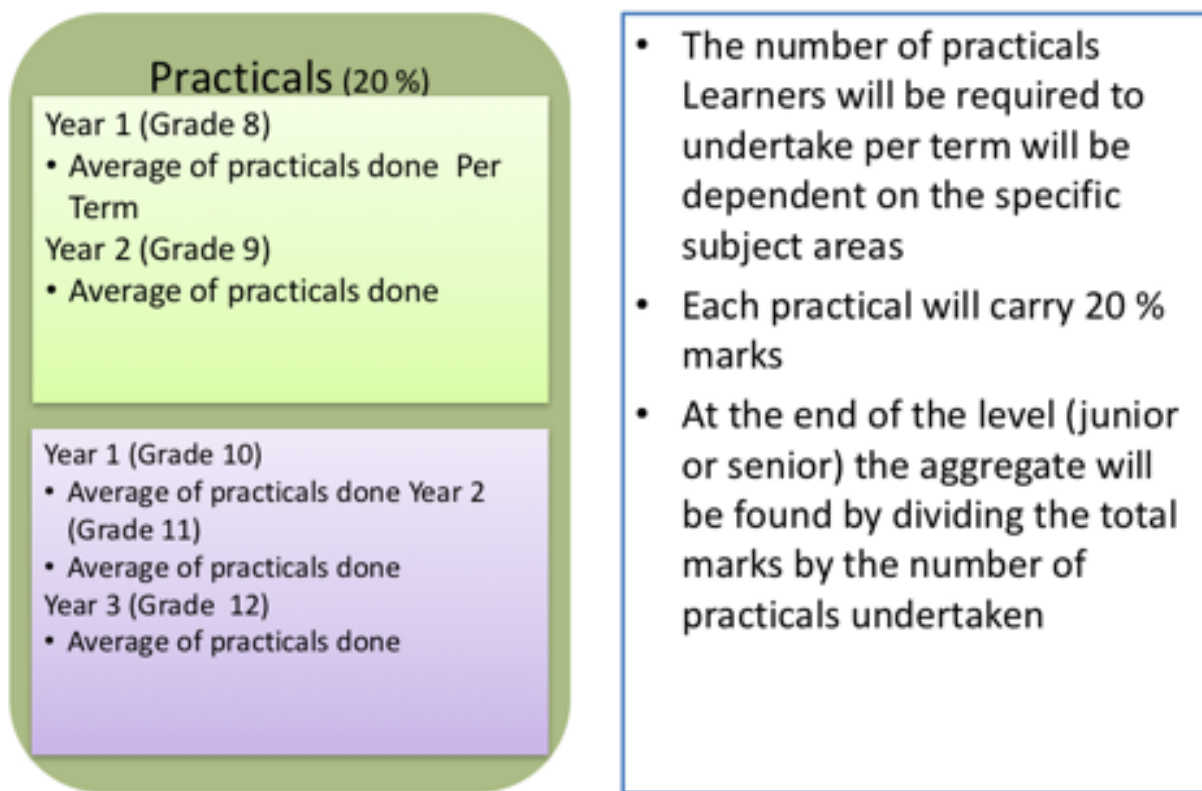 Practicals (20 %)
Year 1 (Grade 8)
• Average of practicals done Per
Term
Year 2 (Grade 9)
• Average of practicals done
Year 1 (Grade 10)
• Average of practicals done Year 2
(Grade 11)
• Average of practicals done
Year 3 (Grade 12)
• Average of practicals done
• The number of practicals
Learners will be required to
undertake per term will be
dependent on the specific
subject areas
• Each practical will carry 20 %
marks
• At the end of the level (junior
or senior) the aggregate will
be found by dividing the total
marks by the number of
practicals undertaken